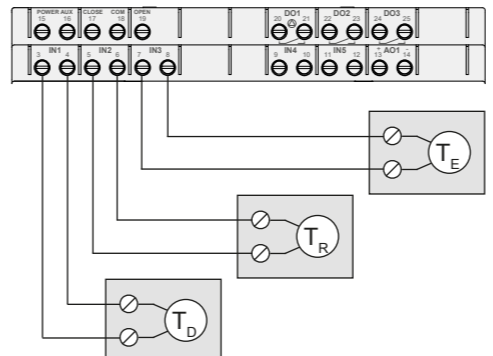 POWER AUX CLOSE COM OPEN DO1 DO2 DO3
15 16 17 18 19 20 21 22 23 24 25
IN1 IN2 IN3 IN4 IN5 + AO1 -
3 4 5 6 7 8 9 10 11 12 13 14
TE
TR
TD